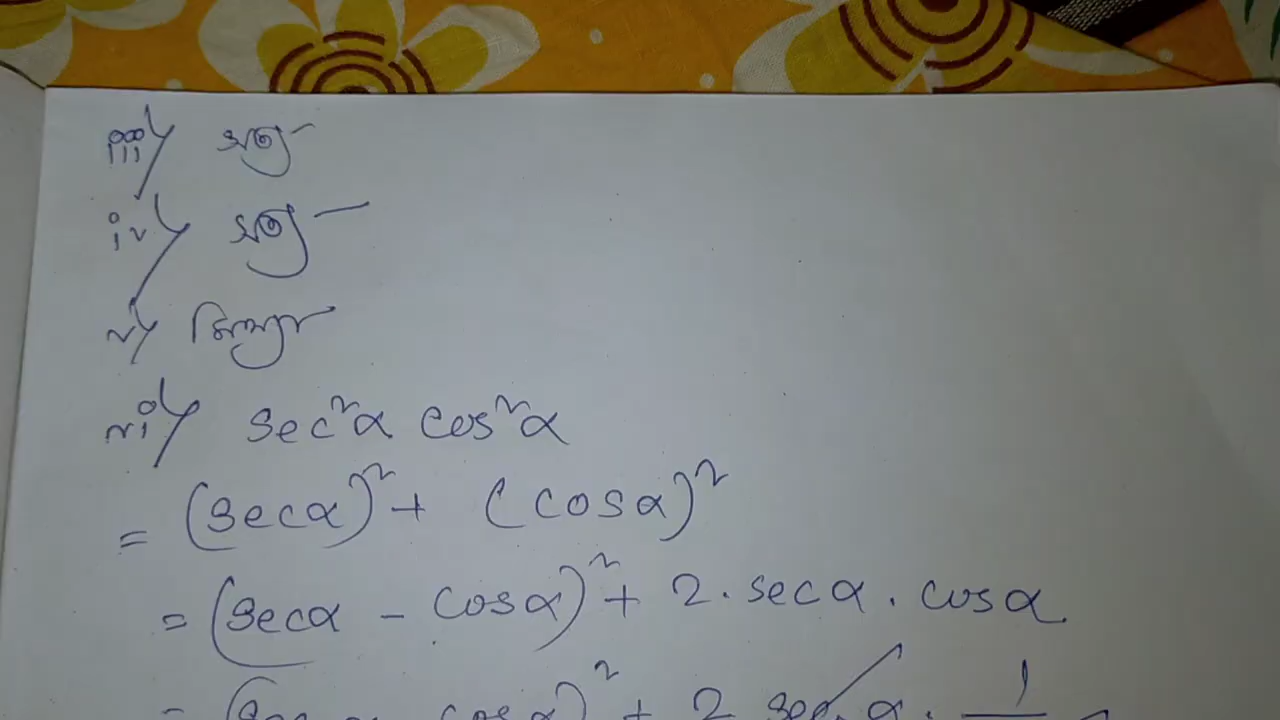 iii) সত্য
iv) সত্য
v) মিথ্যা
vi) sec²α cos²α
= (secα)² + (cosα)²
= (secα - cosα)² + 2. secα. cosα